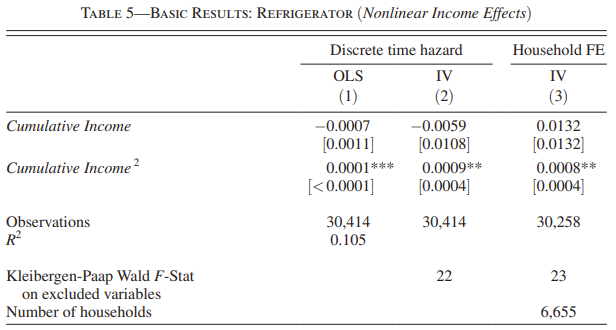 TABLE 5—BASIC RESULTS: REFRIGERATOR (Nonlinear Income Effects)
Discrete time hazard Household FE
OLS IV IV
(1) (2) (3)
Cumulative Income −0.0007 −0.0059 0.0132
[0.0011] [0.0108] [0.0132]
Cumulative Income² 0.0001*** 0.0009** 0.0008**
[<0.0001] [0.0004] [0.0004]
Observations 30,414 30,414 30,258
R² 0.105
Kleibergen-Paap Wald F-Stat 22 23
on excluded variables
Number of households 6,655